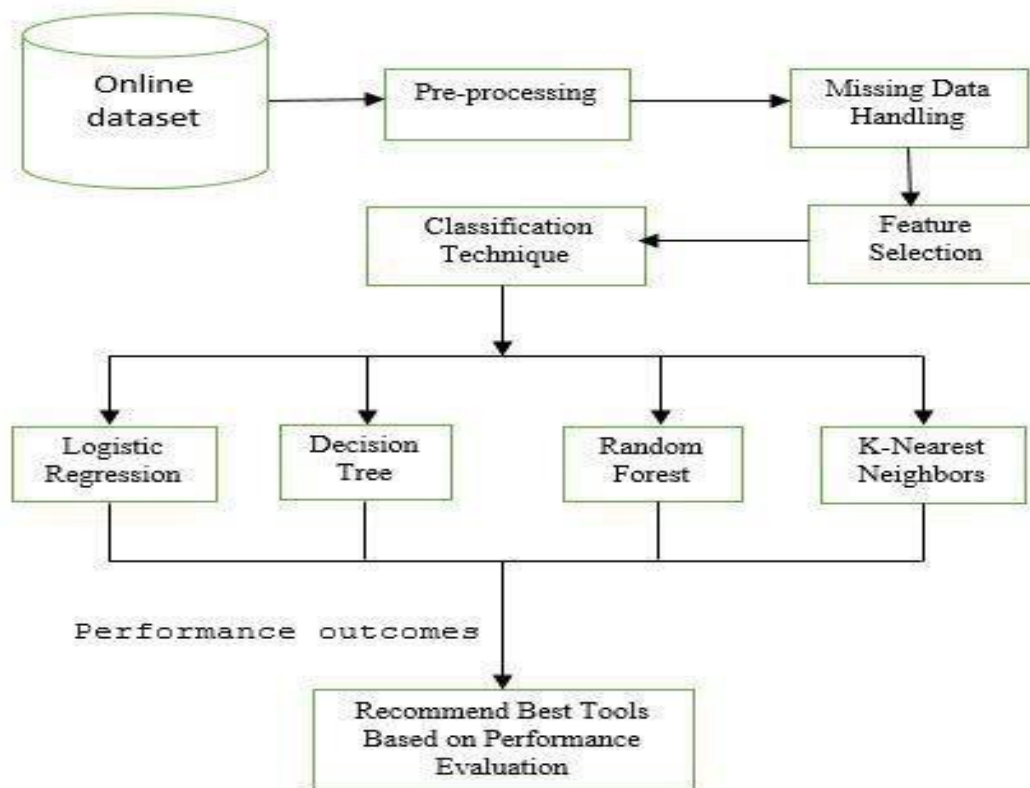 Online
dataset
Pre-processing
Missing Data
Handling
Classification
Technique
Feature
Selection
Logistic
Regression
Decision
Tree
Random
Forest
K-Nearest
Neighbors
Performance outcomes
Recommend Best Tools
Based on Performance
Evaluation